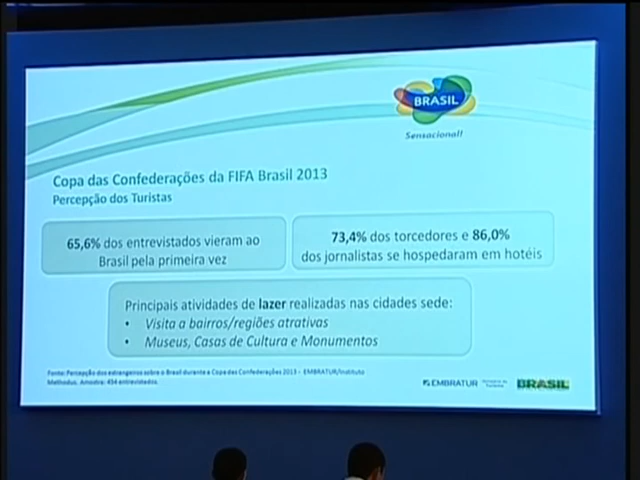 BRASIL
Sensacional!
Copa das Confederações da FIFA Brasil 2013
Percepção dos Turistas
65,6% dos entrevistados vieram ao
Brasil pela primeira vez
73,4% dos torcedores e 86,0%
dos jornalistas se hospedaram em hotéis
Principais atividades de lazer realizadas nas cidades sede:
• Visita a bairros/regiões atrativas
• Museus, Casas de Cultura e Monumentos
Fonte: Percepção dos estrangeiros sobre o Brasil durante a Copa das Confederações 2013 - EMBRATUR/Instituto
Methodus. Amostra: 454 entrevistados.
EMBRATUR
BRASIL